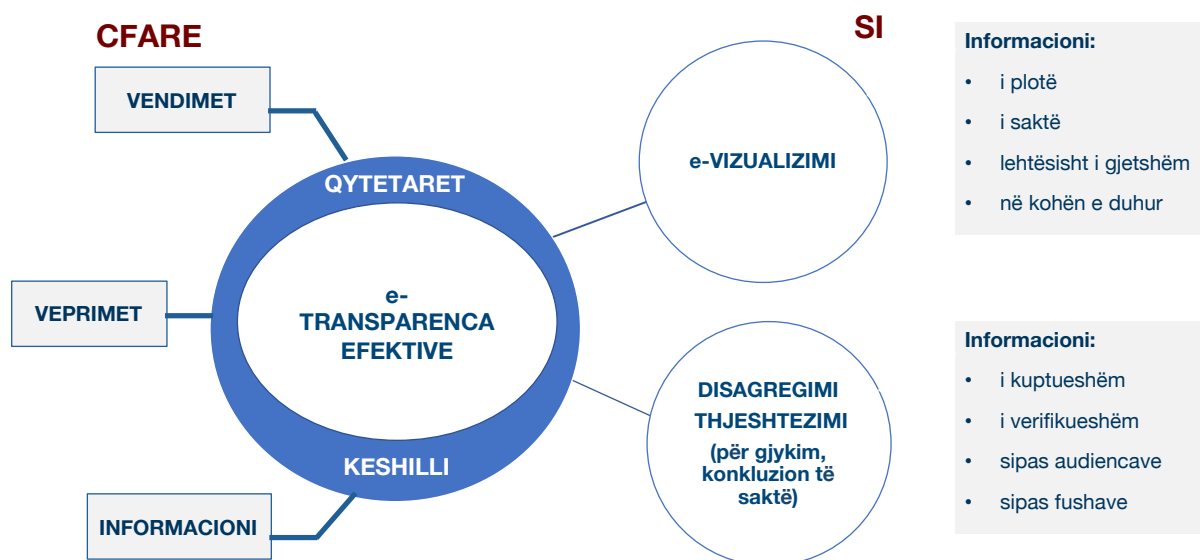 CFARE
VENDIMET
QYTETARET
VEPRIMET
e-
TRANSPARENCA
EFEKTIVE
KESHILLI
INFORMACIONI
SI
e-VIZUALIZIMI
DISAGREGIMI
THJESHTEZIMI
(për gjykim,
konkluzion të
saktë)
Informacioni:
• i plotë
• i saktë
• lehtësisht i gjetshëm
• në kohën e duhur
Informacioni:
• i kuptueshëm
• i verifikueshëm
• sipas audiencave
• sipas fushave